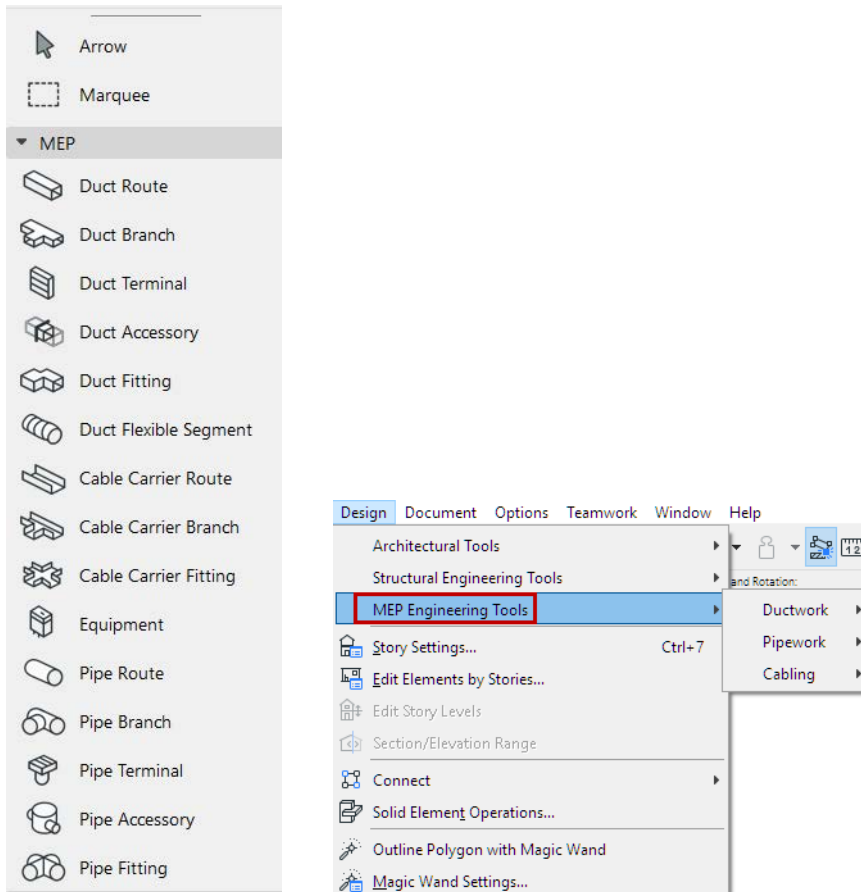 Arrow
Marquee
MEP
Duct Route
Duct Branch
Duct Terminal
Duct Accessory
Duct Fitting
Duct Flexible Segment
Cable Carrier Route
Cable Carrier Branch
Cable Carrier Fitting
Equipment
Pipe Route
Pipe Branch
Pipe Terminal
Pipe Accessory
Pipe Fitting
Design Document Options Teamwork Window Help
Architectural Tools
Structural Engineering Tools
and Rotation:
MEP Engineering Tools
Ductwork
Pipework
Cabling
Story Settings... Ctrl+7
Edit Elements by Stories...
Edit Story Levels
Section/Elevation Range
Connect
Solid Element Operations...
Outline Polygon with Magic Wand
Magic Wand Settings...